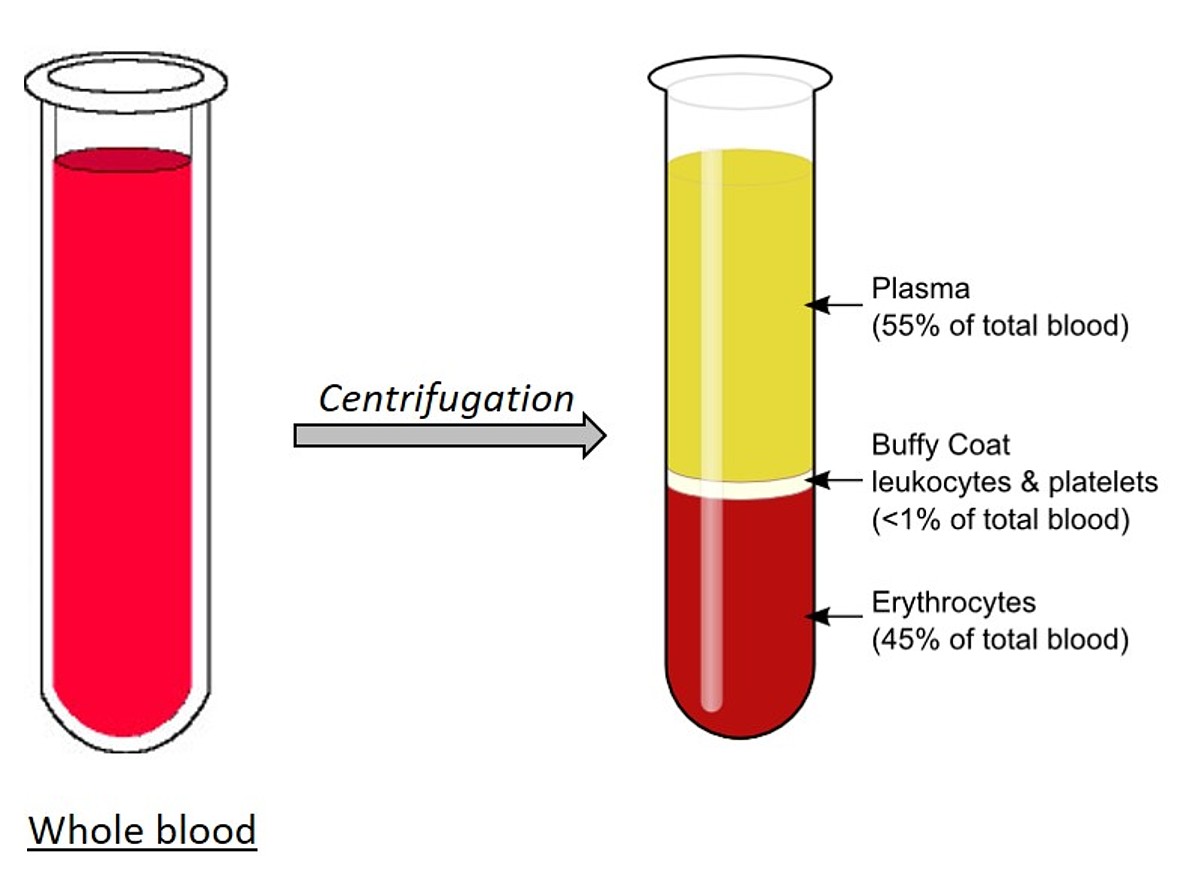 Centrifugation
Plasma
(55% of total blood)
Buffy Coat
leukocytes & platelets
(<1% of total blood)
Erythrocytes
(45% of total blood)
Whole blood